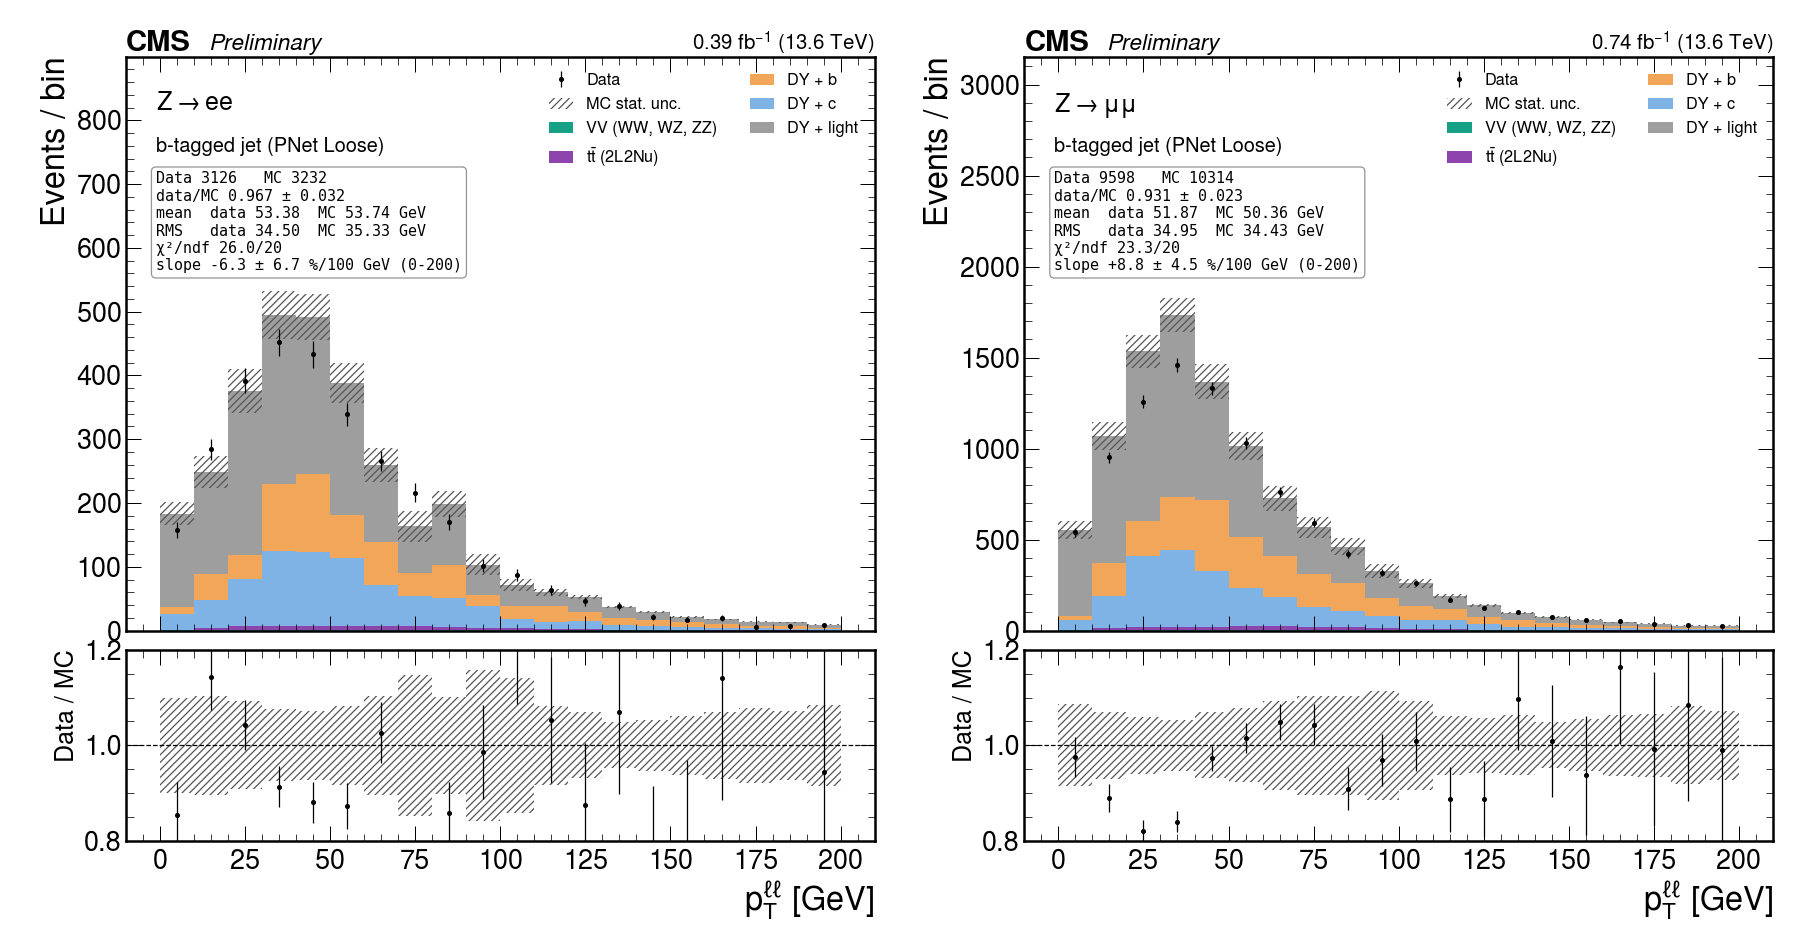 CMS Preliminary 0.39 fb⁻¹ (13.6 TeV)
Events / bin
Z → ee
b-tagged jet (PNet Loose)
Data 3126   MC 3232
data/MC 0.967 ± 0.032
mean  data 53.38  MC 53.74 GeV
RMS   data 34.50  MC 35.33 GeV
χ²/ndf 26.0/20
slope -6.3 ± 6.7 %/100 GeV (0-200)
Data
MC stat. unc.
VV (WW, WZ, ZZ)
tt̄ (2L2Nu)
DY + b
DY + c
DY + light
800
700
600
500
400
300
200
100
0
Data / MC
1.2
1.0
0.8
0 25 50 75 100 125 150 175 200
p_T^ℓℓ [GeV]
CMS Preliminary 0.74 fb⁻¹ (13.6 TeV)
Events / bin
Z → μμ
b-tagged jet (PNet Loose)
Data 9598   MC 10314
data/MC 0.931 ± 0.023
mean  data 51.87  MC 50.36 GeV
RMS   data 34.95  MC 34.43 GeV
χ²/ndf 23.3/20
slope +8.8 ± 4.5 %/100 GeV (0-200)
Data
MC stat. unc.
VV (WW, WZ, ZZ)
tt̄ (2L2Nu)
DY + b
DY + c
DY + light
3000
2500
2000
1500
1000
500
0
Data / MC
1.2
1.0
0.8
0 25 50 75 100 125 150 175 200
p_T^ℓℓ [GeV]